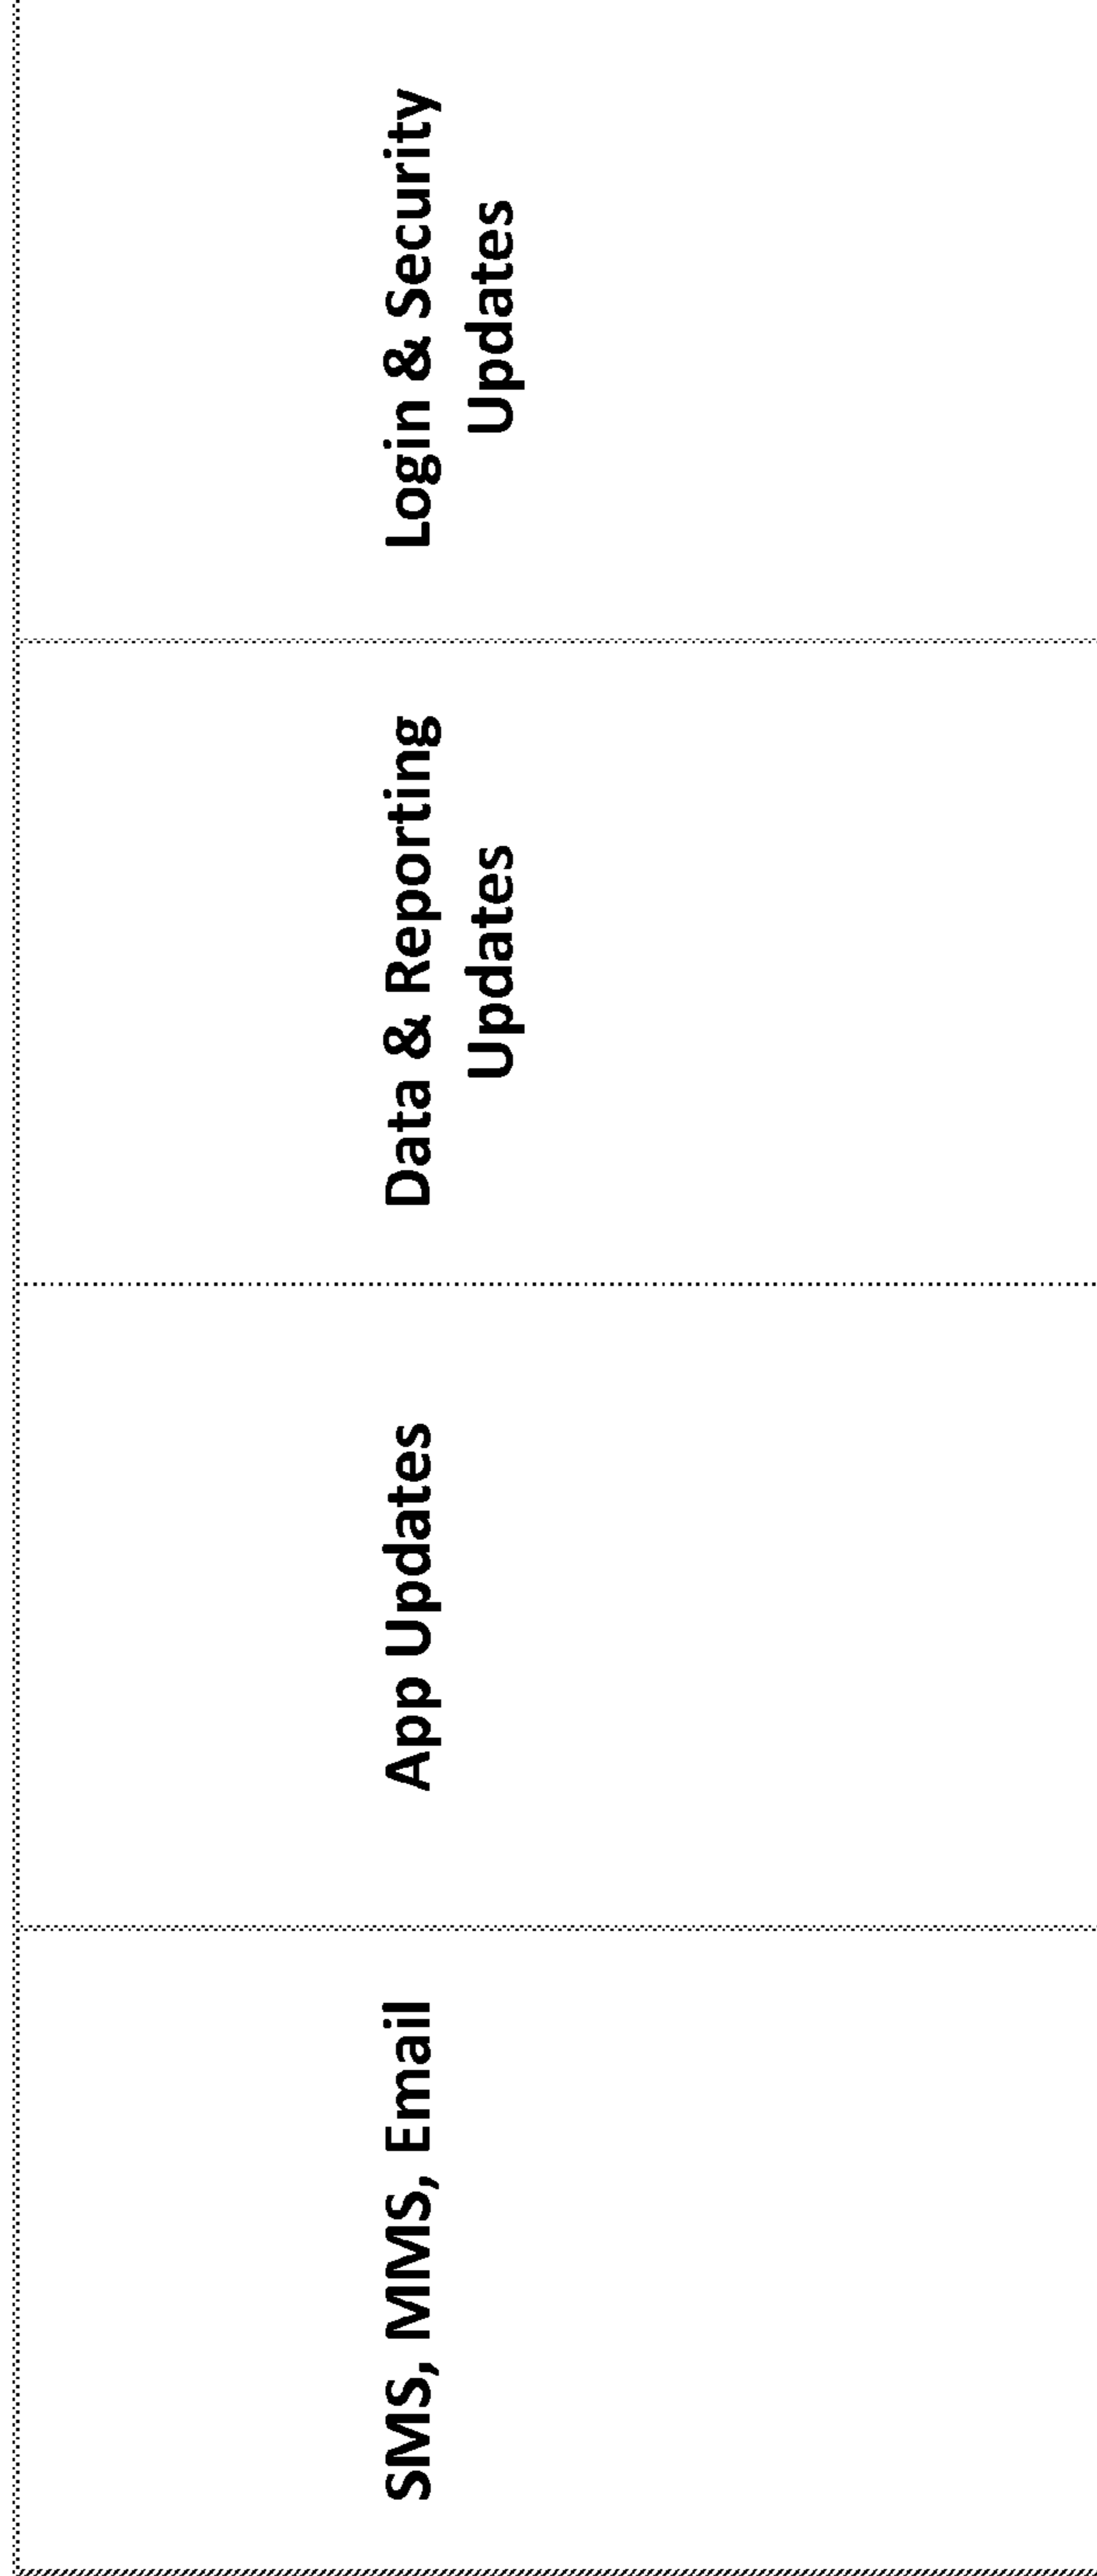 SMS, MMS, Email
App Updates
Data & Reporting
Updates
Login & Security
Updates